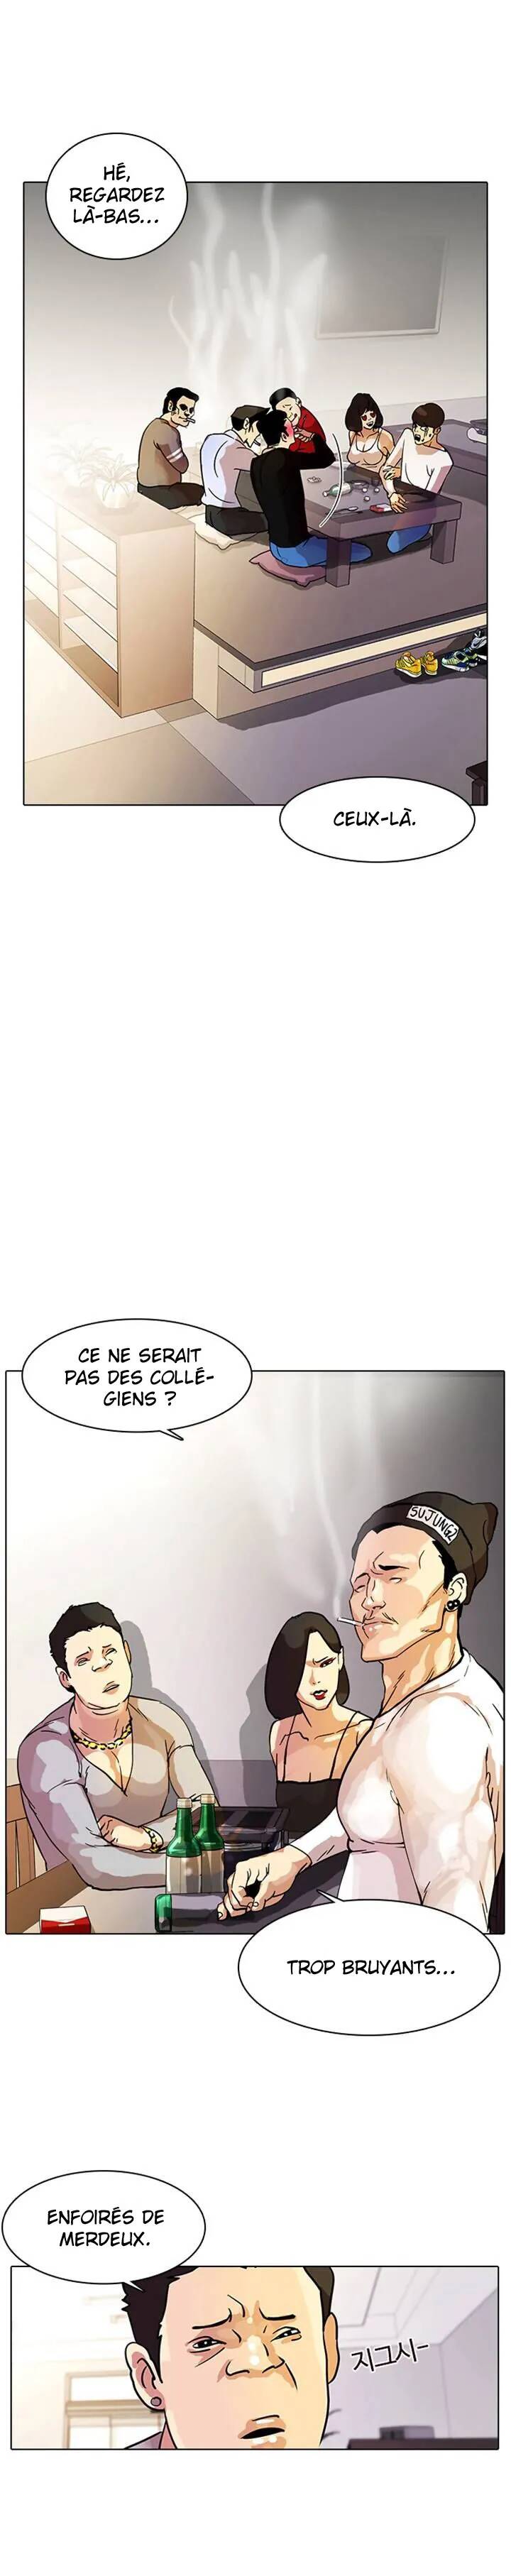 HÉ,
REGARDEZ
LÀ-BAS...
CEUX-LÀ.
CE NE SERAIT
PAS DES COLLÉ-
GIENS ?
SUJUNG2
TROP BRUYANTS...
ENFOIRÉS DE
MERDEUX.
지그시-